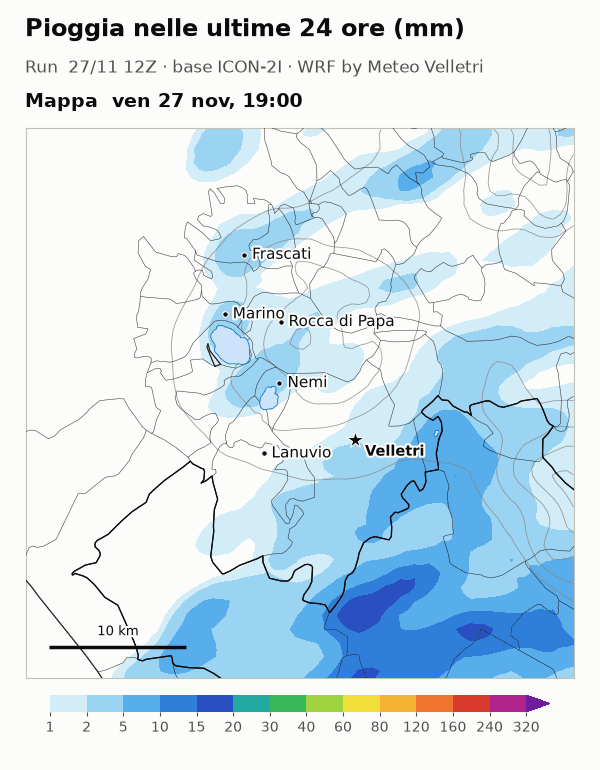 Pioggia nelle ultime 24 ore (mm)
Run  27/11 12Z · base ICON-2I · WRF by Meteo Velletri
Mappa  ven 27 nov, 19:00
Frascati
Marino
Rocca di Papa
Nemi
Velletri
Lanuvio
10 km
1 2 5 10 15 20 30 40 60 80 120 160 240 320